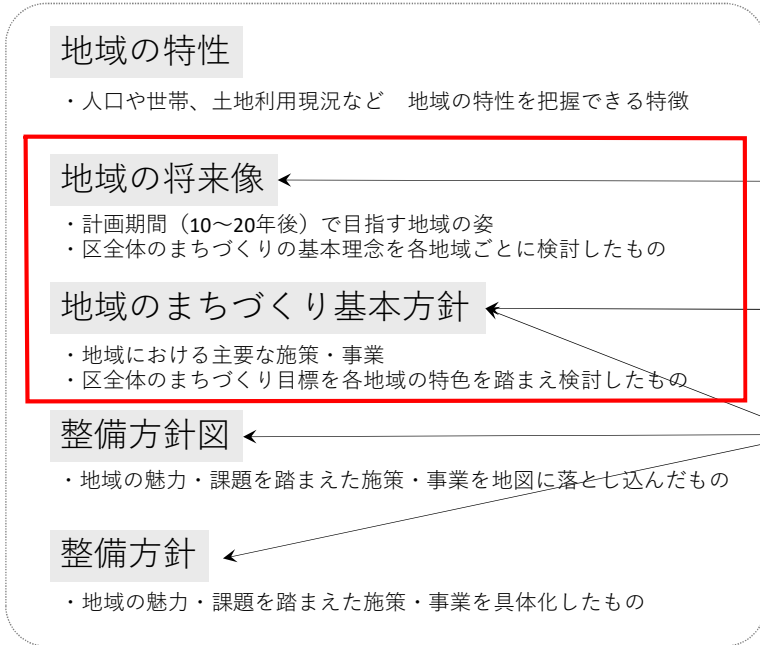 地域の特性
・人口や世帯、土地利用現況など　地域の特性を把握できる特徴
地域の将来像
・計画期間（10～20年後）で目指す地域の姿
・区全体のまちづくりの基本理念を各地域ごとに検討したもの
地域のまちづくり基本方針
・地域における主要な施策・事業
・区全体のまちづくり目標を各地域の特色を踏まえ検討したもの
整備方針図
・地域の魅力・課題を踏まえた施策・事業を地図に落とし込んだもの
整備方針
・地域の魅力・課題を踏まえた施策・事業を具体化したもの